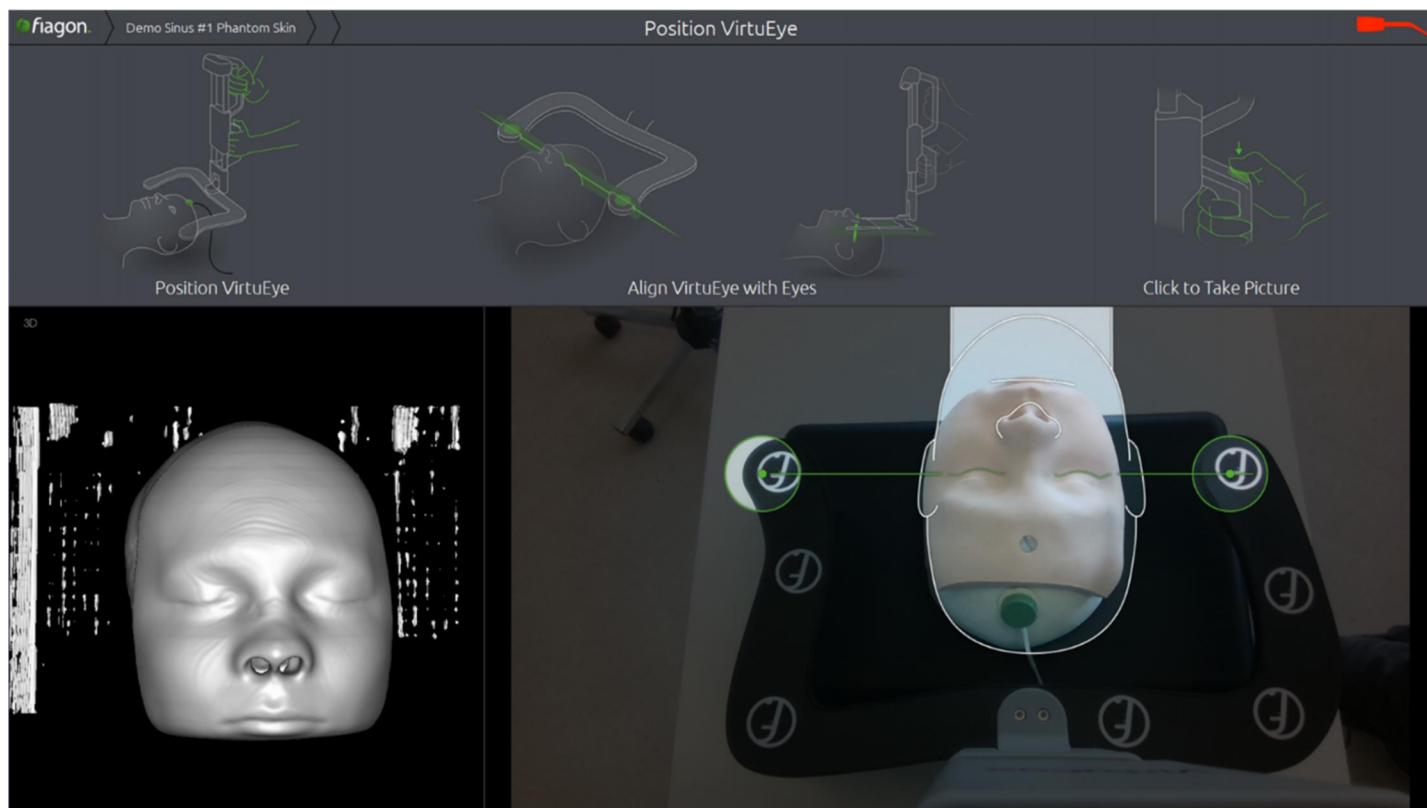 fiagon.
Demo Sinus #1 Phantom Skin
Position VirtuEye
Position VirtuEye
Align VirtuEye with Eyes
Click to Take Picture
3D